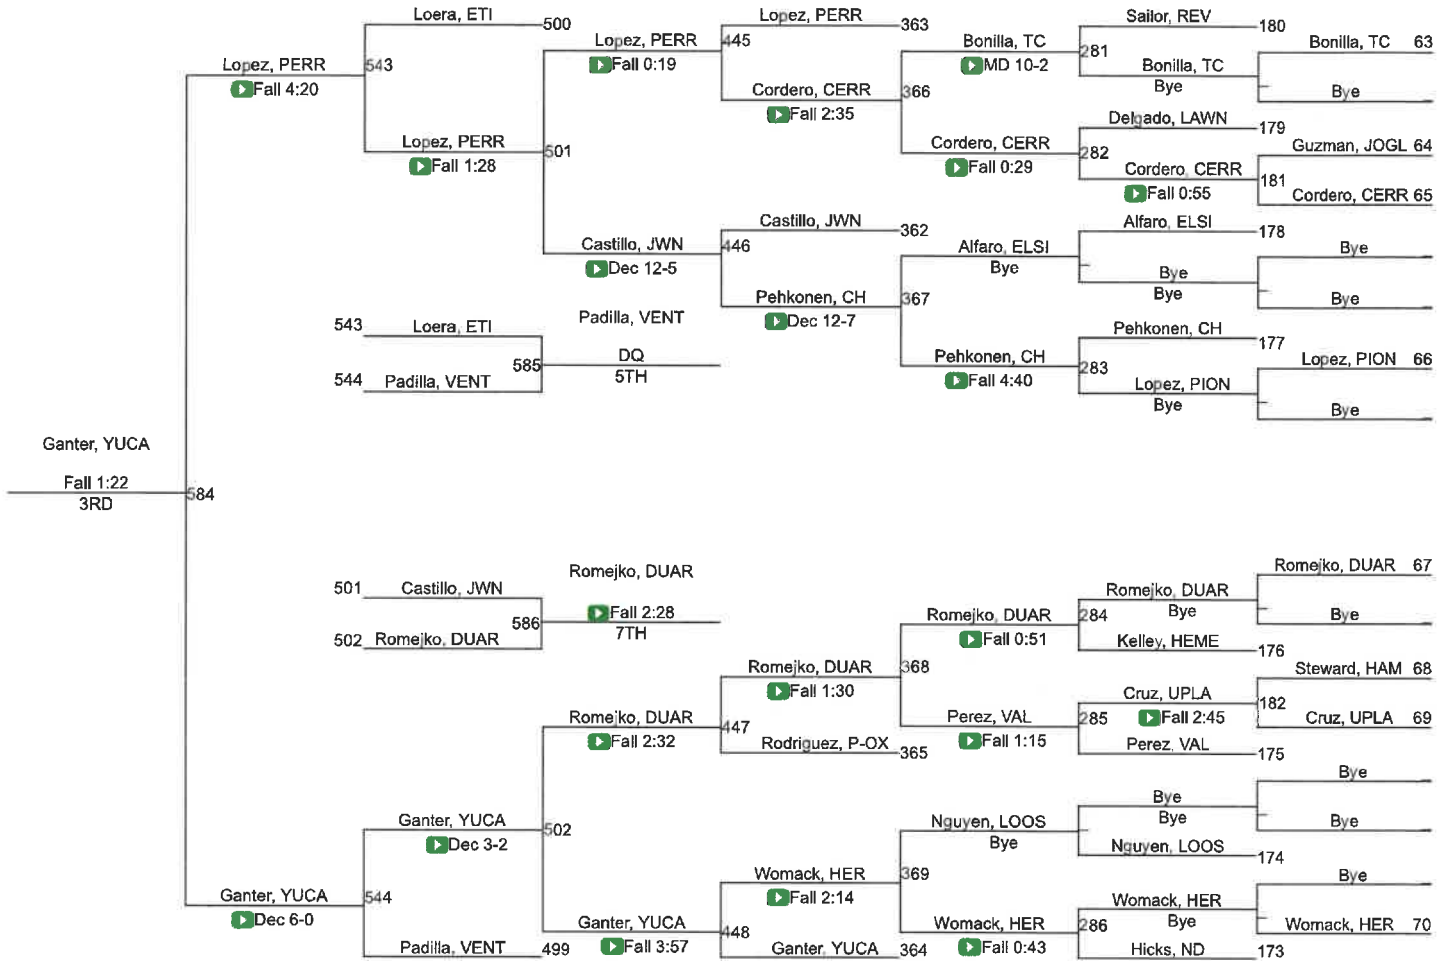 Loera, ETI
500
Lopez, PERR
445
Lopez, PERR
363
Sailor, REV
180
Bonilla, TC 63
Bonilla, TC
281
MD 10-2
Bonilla, TC
Bye
Bye
Lopez, PERR
543
Fall 4:20
Fall 0:19
Cordero, CERR
366
Fall 2:35
Delgado, LAWN
179
Guzman, JOGL 64
Lopez, PERR
501
Fall 1:28
Cordero, CERR
282
Fall 0:29
Cordero, CERR
181
Fall 0:55
Cordero, CERR 65
Castillo, JWN
446
Dec 12-5
Castillo, JWN
362
Alfaro, ELSI
Bye
Alfaro, ELSI
178
Bye
Bye
Bye
Bye
Pehkonen, CH
367
Dec 12-7
Pehkonen, CH
177
Lopez, PION 66
Pehkonen, CH
283
Fall 4:40
Lopez, PION
Bye
Bye
543
Loera, ETI
Padilla, VENT
585
DQ
5TH
544
Padilla, VENT
Ganter, YUCA
Fall 1:22
3RD
584
501
Castillo, JWN
Romejko, DUAR
586
Fall 2:28
7TH
502
Romejko, DUAR
Romejko, DUAR 67
Romejko, DUAR
284
Fall 0:51
Romejko, DUAR
Bye
Bye
Kelley, HEME
176
Romejko, DUAR
368
Fall 1:30
Steward, HAM 68
Cruz, UPLA
182
Fall 2:45
Cruz, UPLA 69
Romejko, DUAR
447
Fall 2:32
Perez, VAL
285
Fall 1:15
Rodriguez, P-OX
365
Perez, VAL
175
Bye
Ganter, YUCA
502
Dec 3-2
Nguyen, LOOS
Bye
Bye
Bye
Bye
Nguyen, LOOS
174
Womack, HER
369
Fall 2:14
Bye
Ganter, YUCA
544
Dec 6-0
Ganter, YUCA
448
Fall 3:57
Womack, HER
286
Fall 0:43
Womack, HER
Bye
Womack, HER 70
Padilla, VENT
499
Ganter, YUCA
364
Hicks, ND
173